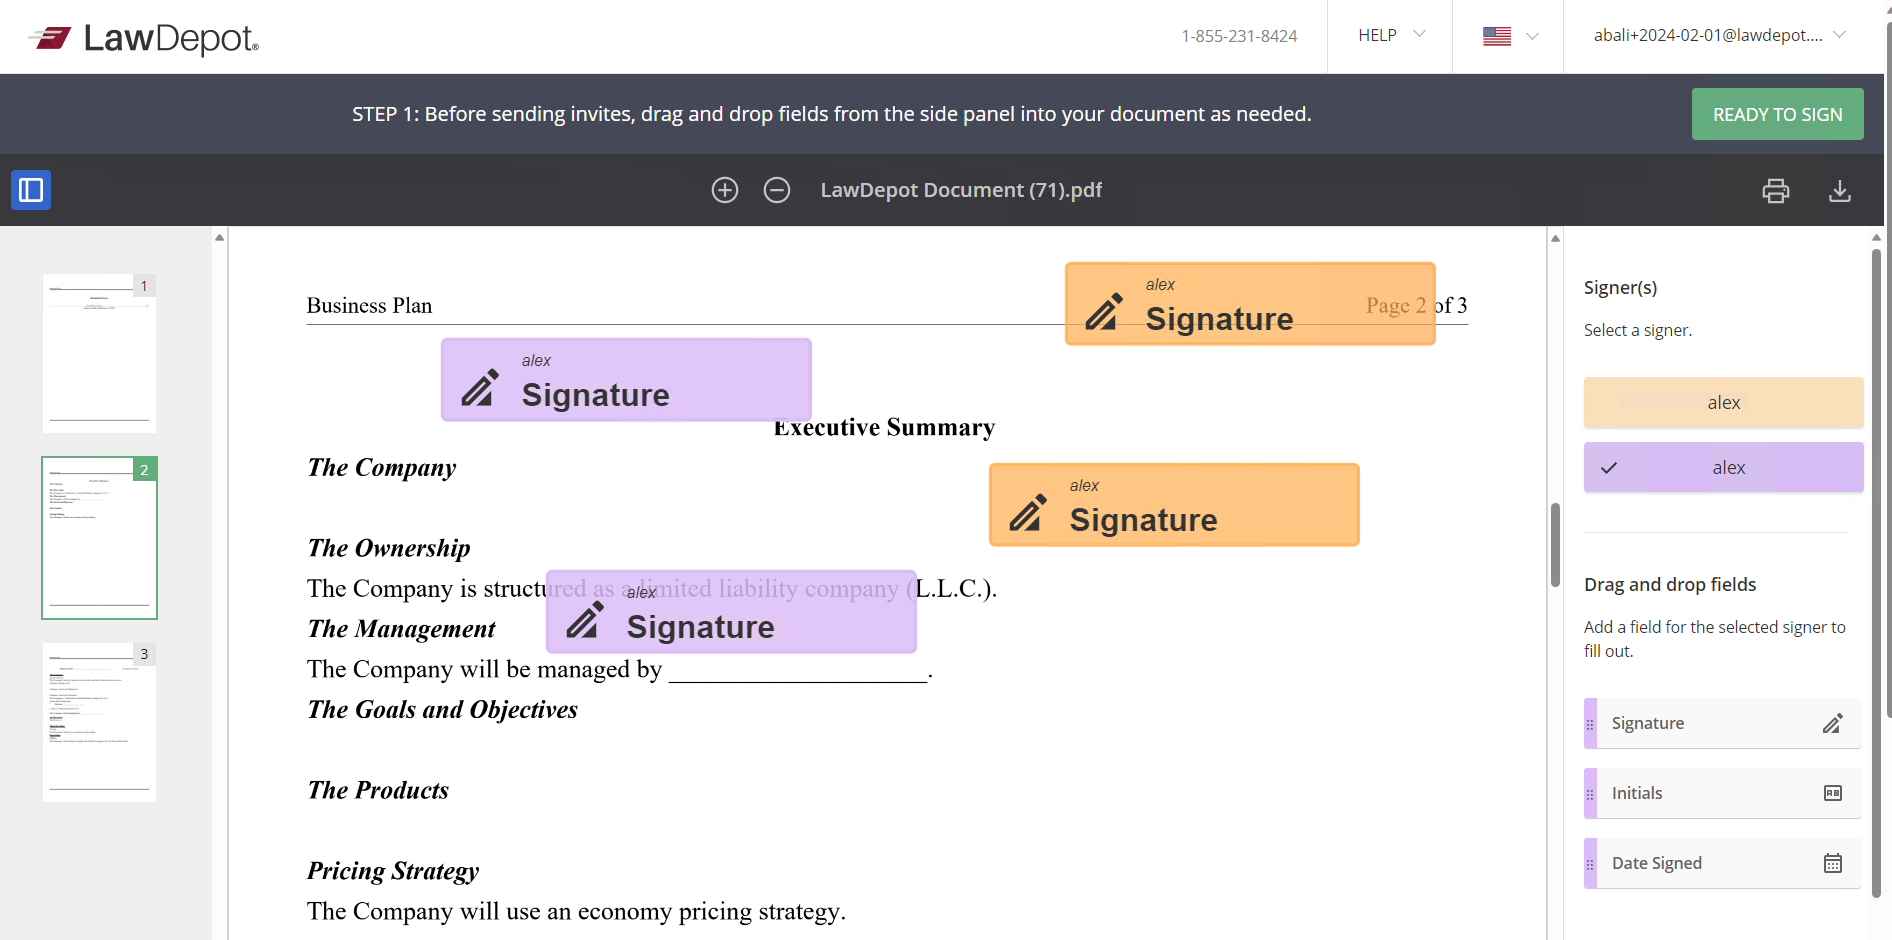 LawDepot®
1-855-231-8424
HELP
abali+2024-02-01@lawdepot....
STEP 1: Before sending invites, drag and drop fields from the side panel into your document as needed.
READY TO SIGN
LawDepot Document (71).pdf
1
2
3
Business Plan
Page 2 of 3
alex
Signature
alex
Signature
Executive Summary
The Company
alex
Signature
The Ownership
The Company is structured as a limited liability company (L.L.C.).
alex
Signature
The Management
The Company will be managed by ____________________.
The Goals and Objectives
The Products
Pricing Strategy
The Company will use an economy pricing strategy.
Signer(s)
Select a signer.
alex
alex
Drag and drop fields
Add a field for the selected signer to
fill out.
Signature
Initials
Date Signed